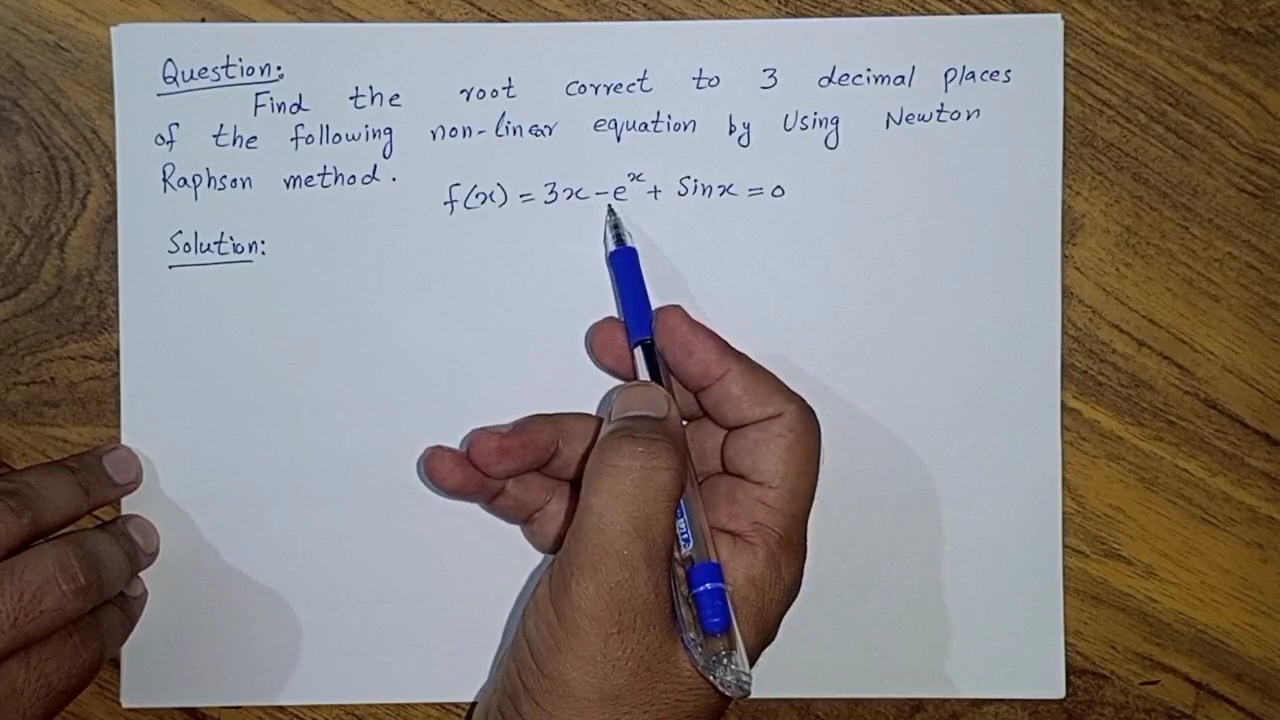 Question:
Find the root correct to 3 decimal places
of the following non-linear equation by Using Newton
Raphson method.
f(x) = 3x - e^x + Sinx = 0
Solution: